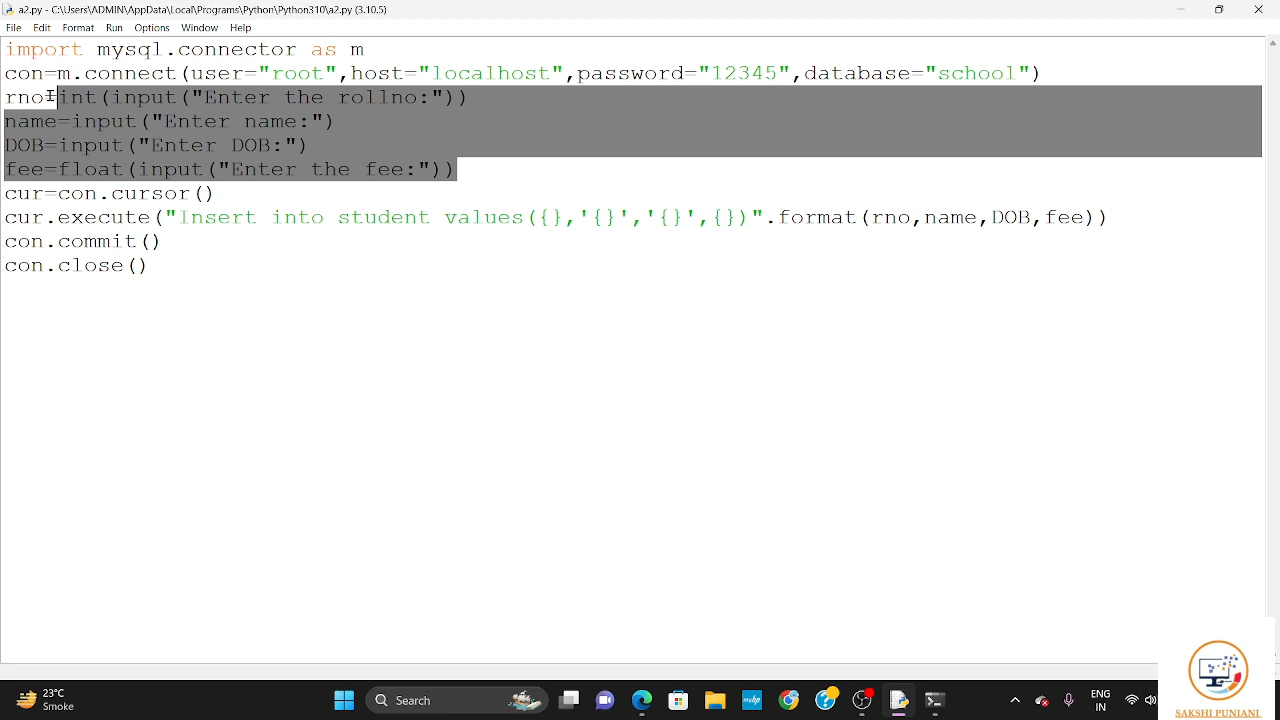 a2.py - C:\Users\ADMIN\AppData\Local\Programs\Python\Python310\a2.py (3.10.5)
File Edit Format Run Options Window Help
import mysql.connector as m
con=m.connect(user="root",host="localhost",password="12345",database="school")
rno=int(input("Enter the rollno:"))
name=input("Enter name:")
DOB=input("Enter DOB:")
fee=float(input("Enter the fee:"))
cur=con.cursor()
cur.execute("Insert into student values({},'{}','{}',{})".format(rno,name,DOB,fee))
con.commit()
con.close()
SAKSHI PUNIANI
23°C
Smoke
Search
ENG
IN